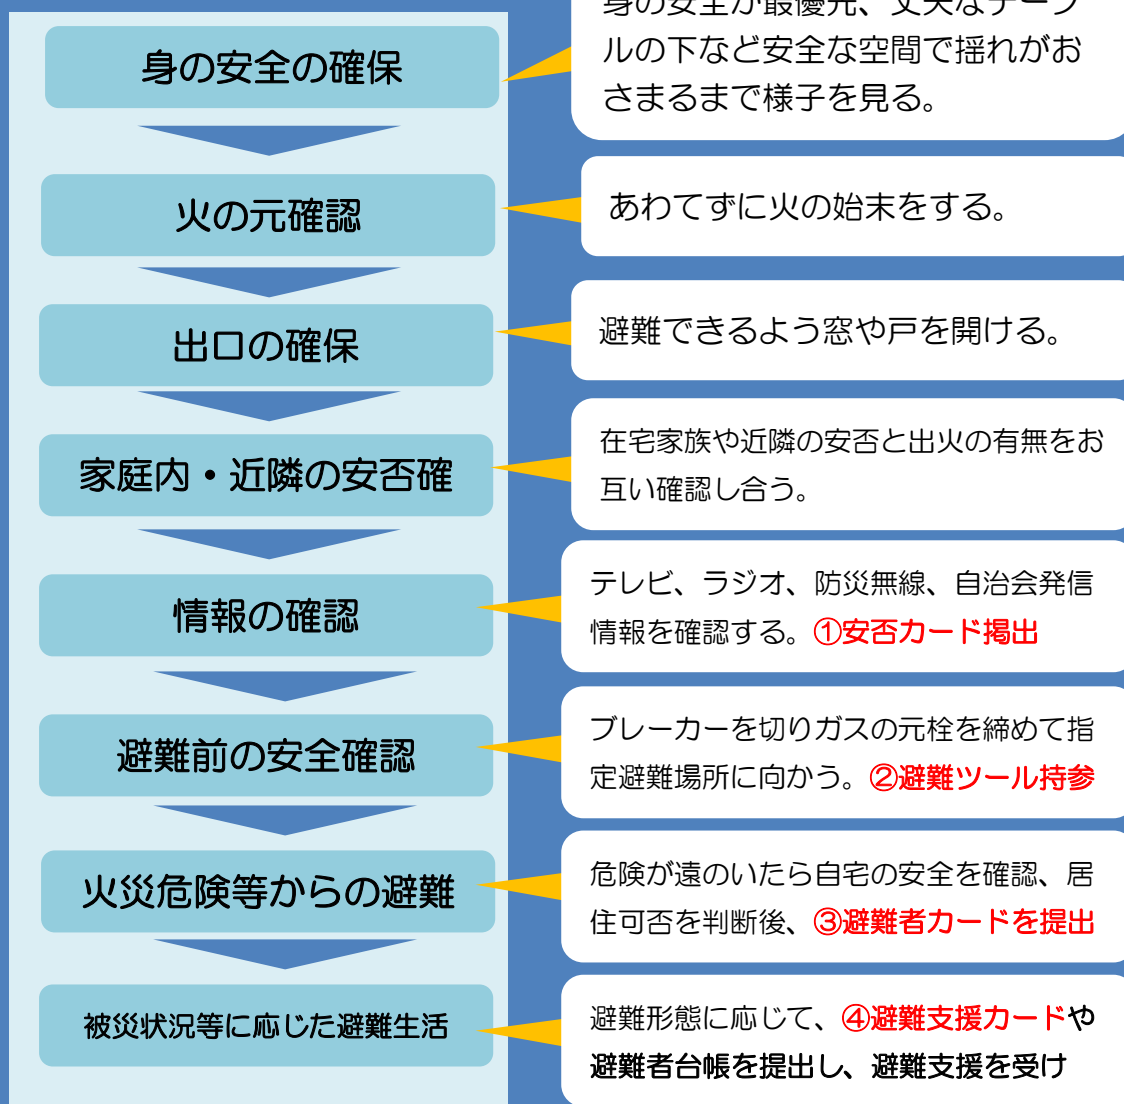 身の安全の確保
身の安全が最優先、丈夫なテーブ
ルの下など安全な空間で揺れがお
さまるまで様子を見る。
火の元確認
あわてずに火の始末をする。
出口の確保
避難できるよう窓や戸を開ける。
家庭内・近隣の安否確
在宅家族や近隣の安否と出火の有無をお
互い確認し合う。
情報の確認
テレビ、ラジオ、防災無線、自治会発信
情報を確認する。①安否カード掲出
避難前の安全確認
ブレーカーを切りガスの元栓を締めて指
定避難場所に向かう。②避難ツール持参
火災危険等からの避難
危険が遠のいたら自宅の安全を確認、居
住可否を判断後、③避難者カードを提出
被災状況等に応じた避難生活
避難形態に応じて、④避難支援カードや
避難者台帳を提出し、避難支援を受け